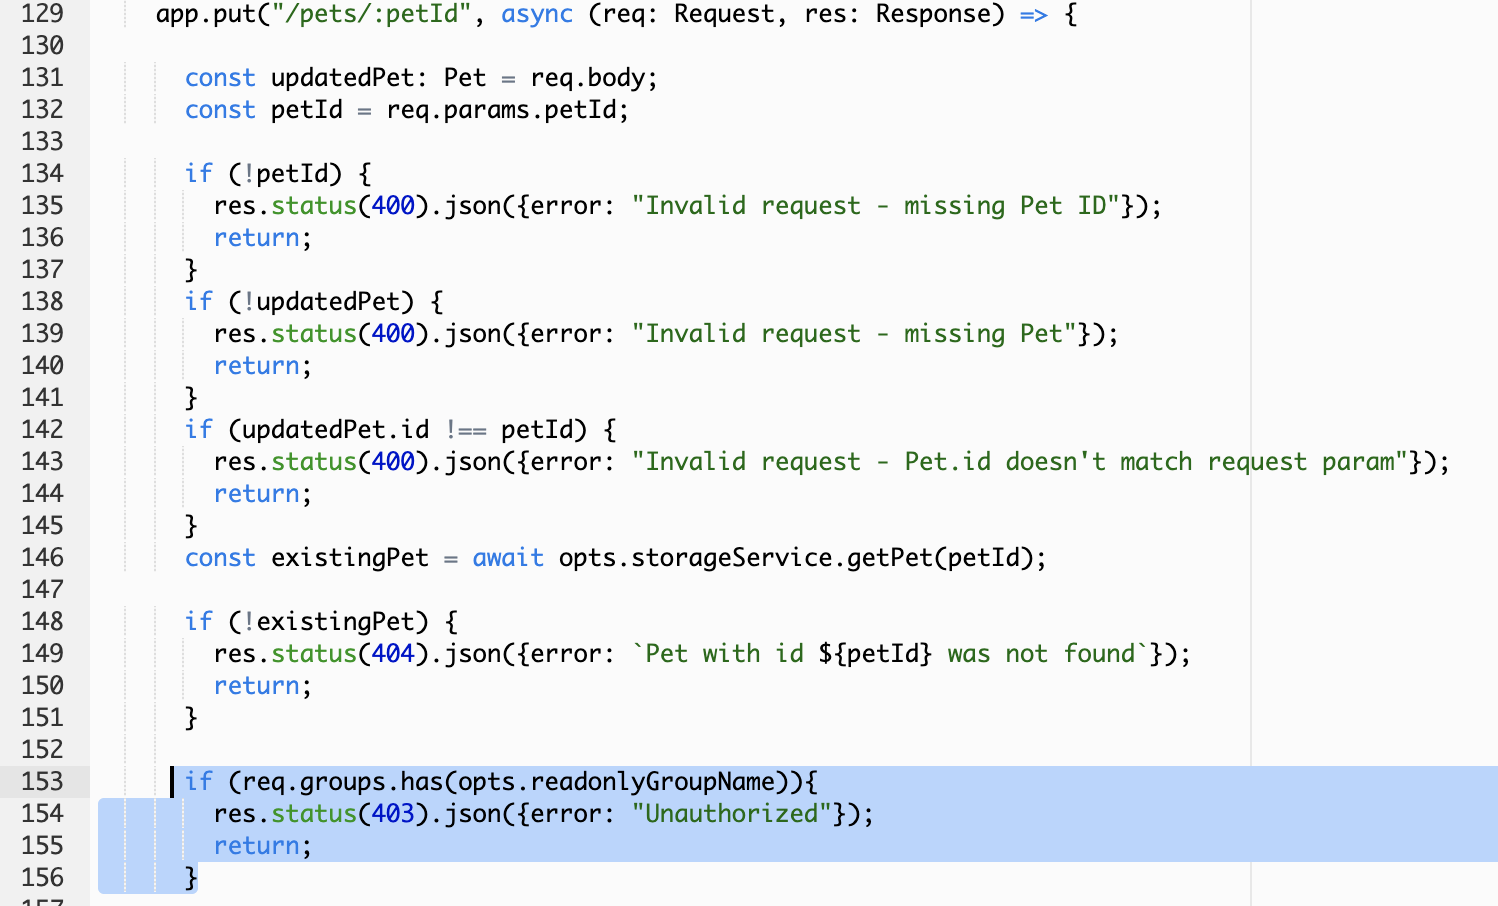 129 app.put("/pets/:petId", async (req: Request, res: Response) => {
130
131 const updatedPet: Pet = req.body;
132 const petId = req.params.petId;
133
134 if (!petId) {
135 res.status(400).json({error: "Invalid request - missing Pet ID"});
136 return;
137 }
138 if (!updatedPet) {
139 res.status(400).json({error: "Invalid request - missing Pet"});
140 return;
141 }
142 if (updatedPet.id !== petId) {
143 res.status(400).json({error: "Invalid request - Pet.id doesn't match request param"});
144 return;
145 }
146 const existingPet = await opts.storageService.getPet(petId);
147
148 if (!existingPet) {
149 res.status(404).json({error: `Pet with id ${petId} was not found`});
150 return;
151 }
152
153 if (req.groups.has(opts.readonlyGroupName)){
154 res.status(403).json({error: "Unauthorized"});
155 return;
156 }
157